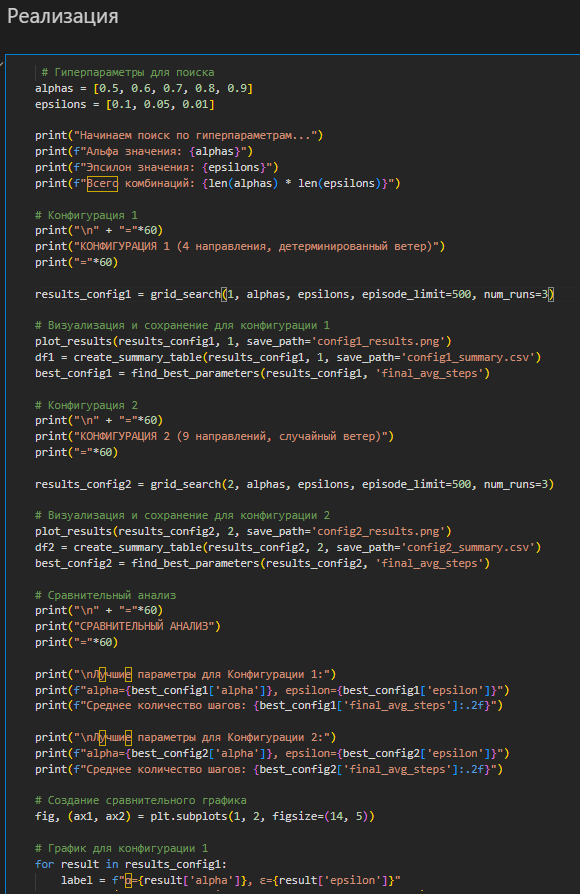 Реализация
# Гиперпараметры для поиска
alphas = [0.5, 0.6, 0.7, 0.8, 0.9]
epsilons = [0.1, 0.05, 0.01]
print("Начинаем поиск по гиперпараметрам...")
print(f"Альфа значения: {alphas}")
print(f"Эпсилон значения: {epsilons}")
print(f"Всего комбинаций: {len(alphas) * len(epsilons)}")
# Конфигурация 1
print("\n" + "="*60)
print("КОНФИГУРАЦИЯ 1 (4 направления, детерминированный ветер)")
print("="*60)
results_config1 = grid_search(1, alphas, epsilons, episode_limit=500, num_runs=3)
# Визуализация и сохранение для конфигурации 1
plot_results(results_config1, 1, save_path='config1_results.png')
df1 = create_summary_table(results_config1, 1, save_path='config1_summary.csv')
best_config1 = find_best_parameters(results_config1, 'final_avg_steps')
# Конфигурация 2
print("\n" + "="*60)
print("КОНФИГУРАЦИЯ 2 (9 направлений, случайный ветер)")
print("="*60)
results_config2 = grid_search(2, alphas, epsilons, episode_limit=500, num_runs=3)
# Визуализация и сохранение для конфигурации 2
plot_results(results_config2, 2, save_path='config2_results.png')
df2 = create_summary_table(results_config2, 2, save_path='config2_summary.csv')
best_config2 = find_best_parameters(results_config2, 'final_avg_steps')
# Сравнительный анализ
print("\n" + "="*60)
print("СРАВНИТЕЛЬНЫЙ АНАЛИЗ")
print("="*60)
print("\nЛучшие параметры для Конфигурации 1:")
print(f"alpha={best_config1['alpha']}, epsilon={best_config1['epsilon']}")
print(f"Среднее количество шагов: {best_config1['final_avg_steps']:.2f}")
print("\nЛучшие параметры для Конфигурации 2:")
print(f"alpha={best_config2['alpha']}, epsilon={best_config2['epsilon']}")
print(f"Среднее количество шагов: {best_config2['final_avg_steps']:.2f}")
# Создание сравнительного графика
fig, (ax1, ax2) = plt.subplots(1, 2, figsize=(14, 5))
# График для конфигурации 1
for result in results_config1:
label = f"α={result['alpha']}, ε={result['epsilon']}"